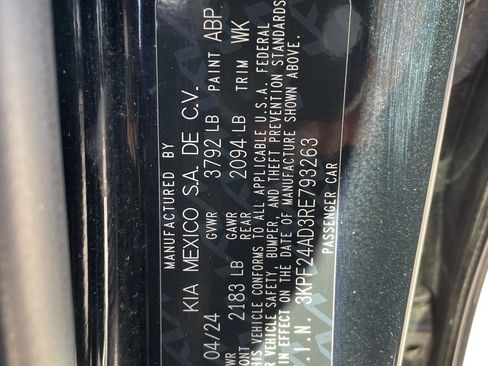 MANUFACTURED BY
KIA MEXICO S.A. DE C.V.
04/24 GVWR 3792 LB PAINT ABP
2183 LB GAWR REAR 2094 LB TRIM WK
THIS VEHICLE CONFORMS TO ALL APPLICABLE U.S.A. FEDERAL
VEHICLE SAFETY, BUMPER, AND THEFT PREVENTION STANDARDS
IN EFFECT ON THE DATE OF MANUFACTURE SHOWN ABOVE.
V.I.N. 3KPF24AD3RE793263
PASSENGER CAR